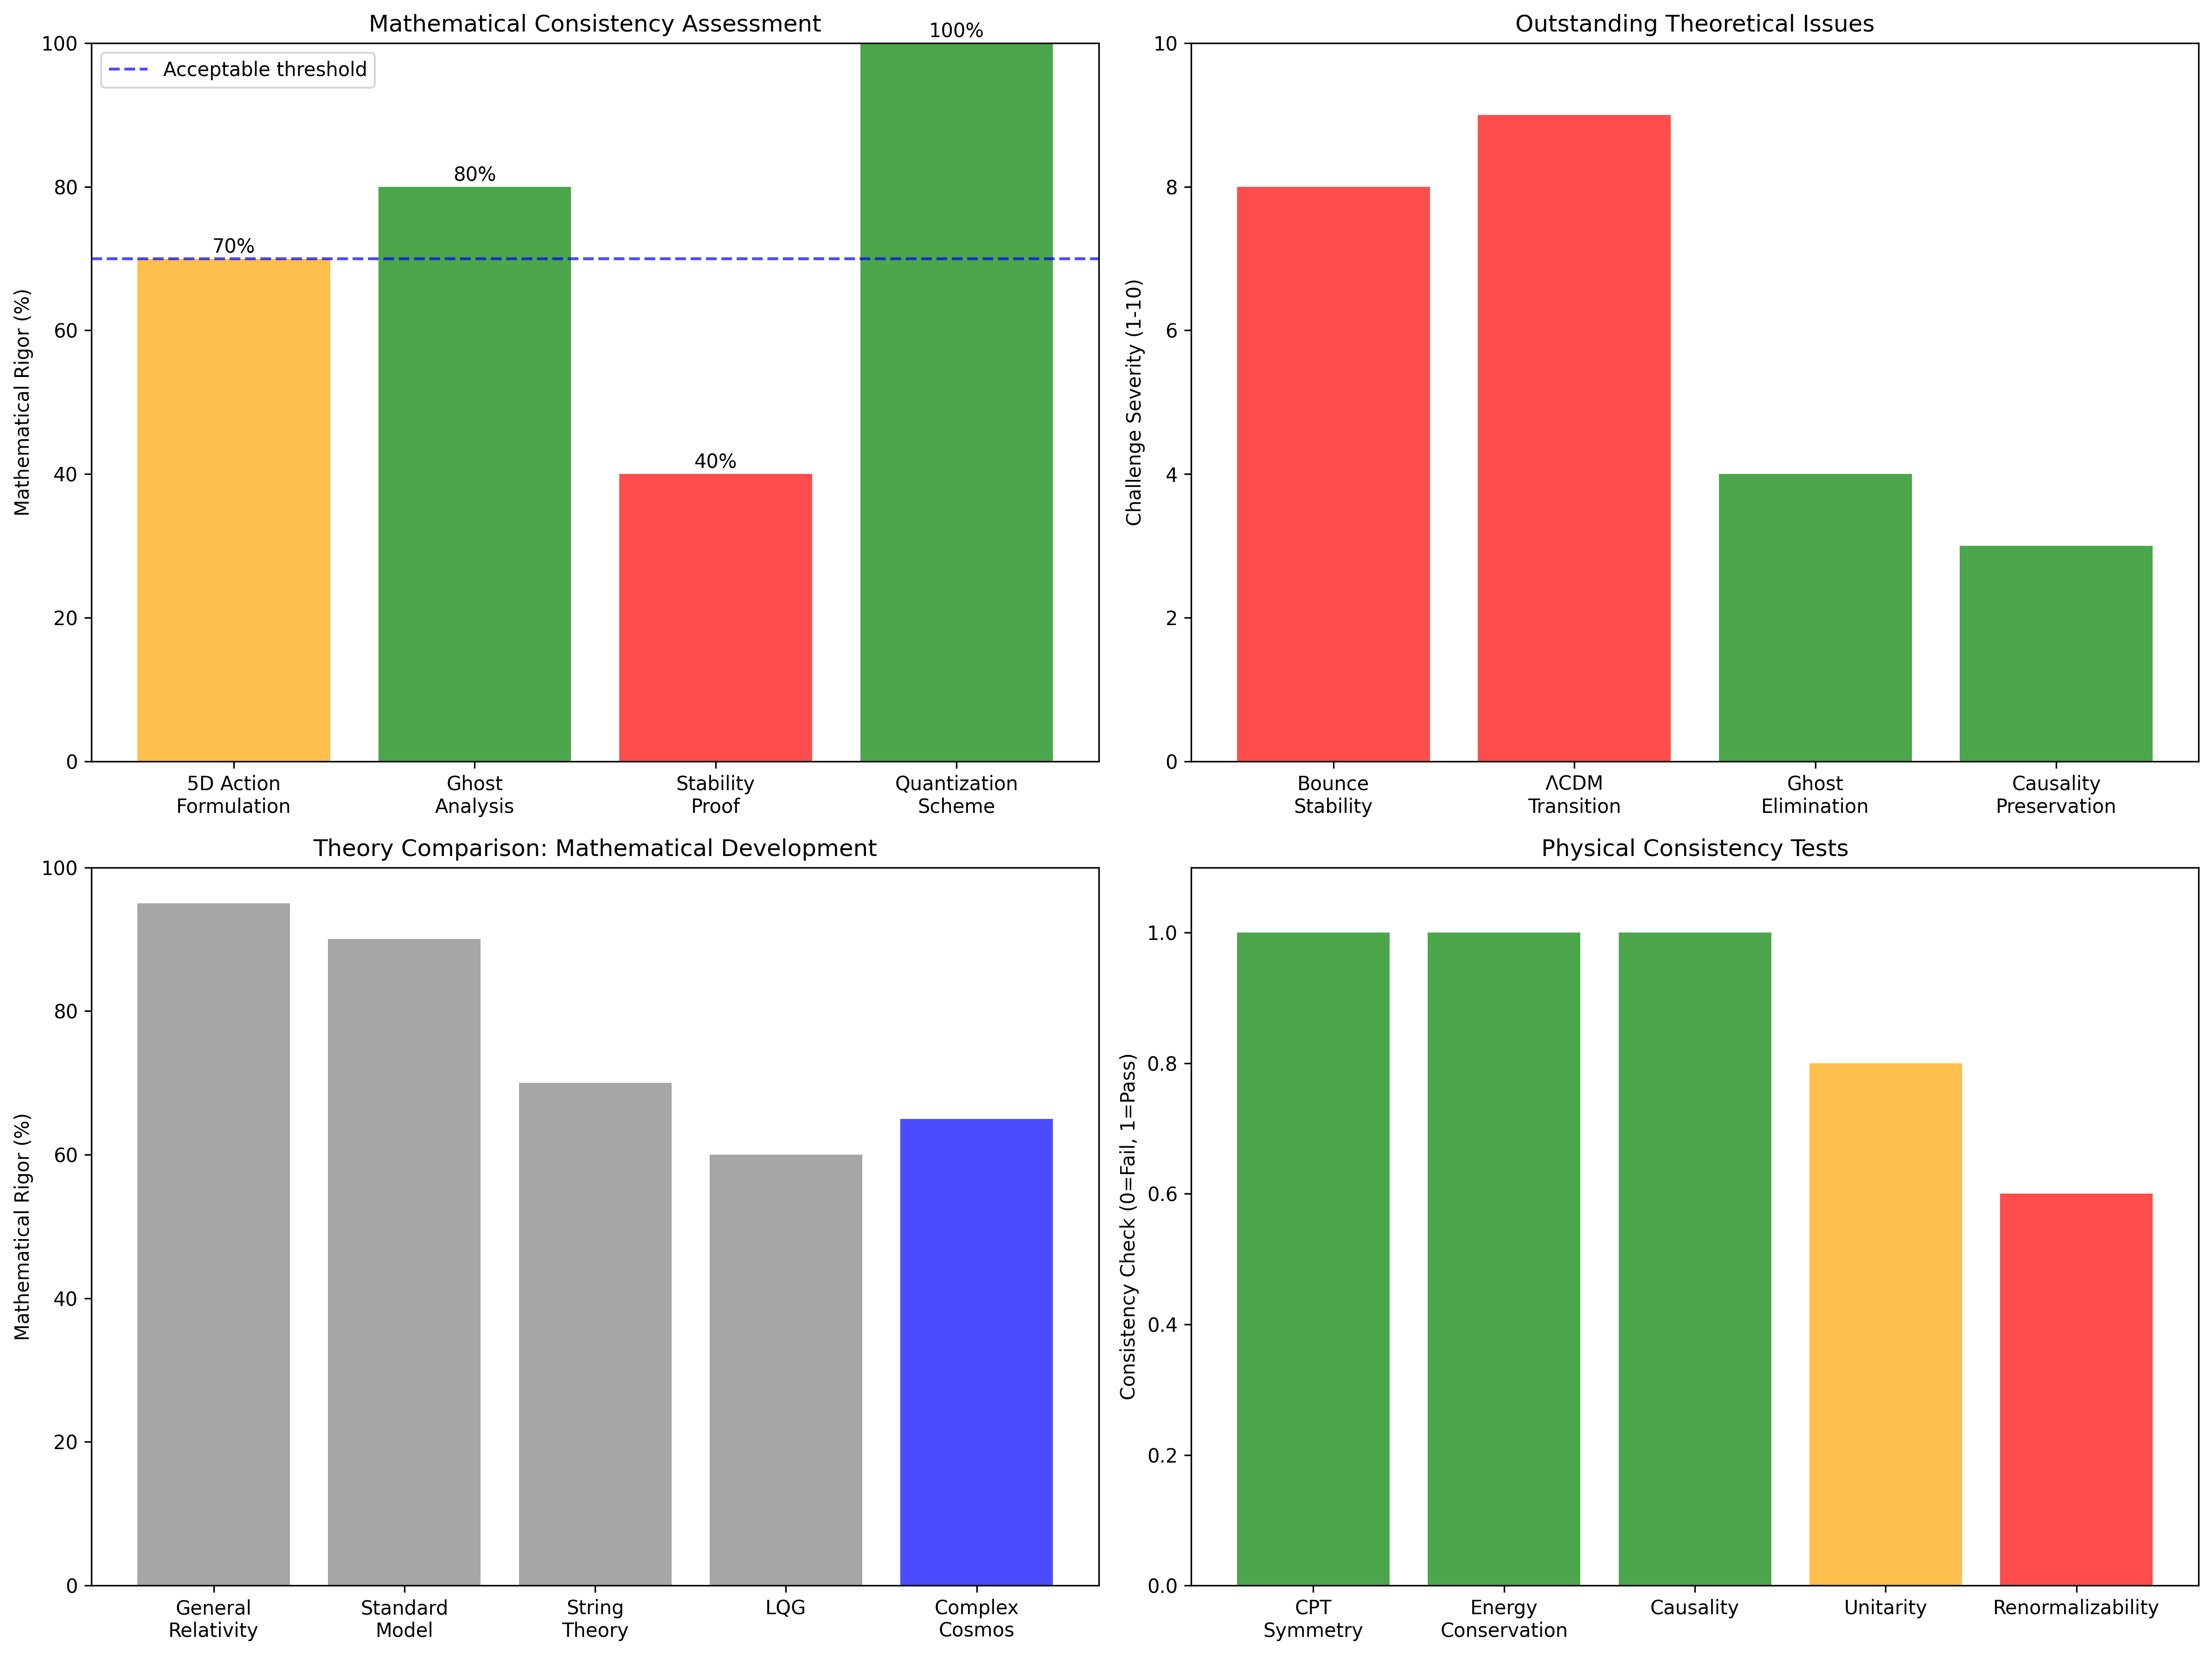 Mathematical Consistency Assessment
Mathematical Rigor (%)
100
80
60
40
20
0
Acceptable threshold
70%
80%
40%
100%
5D Action
Formulation
Ghost
Analysis
Stability
Proof
Quantization
Scheme
Outstanding Theoretical Issues
Challenge Severity (1-10)
10
8
6
4
2
0
Bounce
Stability
ΛCDM
Transition
Ghost
Elimination
Causality
Preservation
Theory Comparison: Mathematical Development
Mathematical Rigor (%)
100
80
60
40
20
0
General
Relativity
Standard
Model
String
Theory
LQG
Complex
Cosmos
Physical Consistency Tests
Consistency Check (0=Fail, 1=Pass)
1.0
0.8
0.6
0.4
0.2
0.0
CPT
Symmetry
Energy
Conservation
Causality
Unitarity
Renormalizability